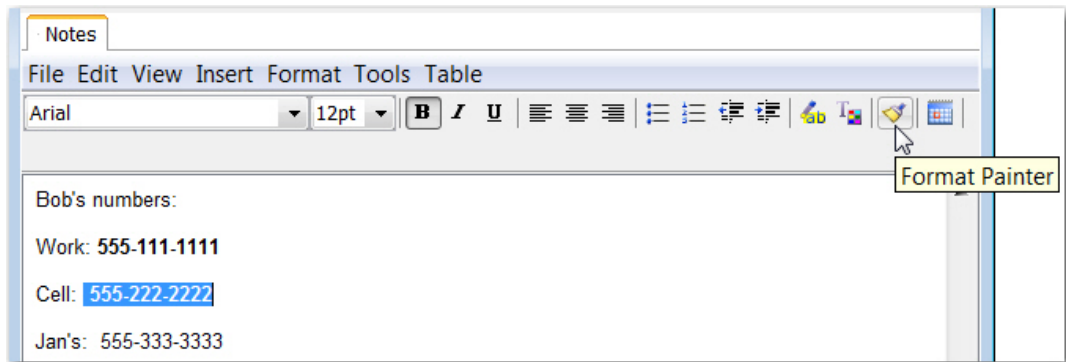 Notes
File Edit View Insert Format Tools Table
Arial 12pt B I U ab T
Format Painter
Bob's numbers:
Work: 555-111-1111
Cell: 555-222-2222
Jan's: 555-333-3333